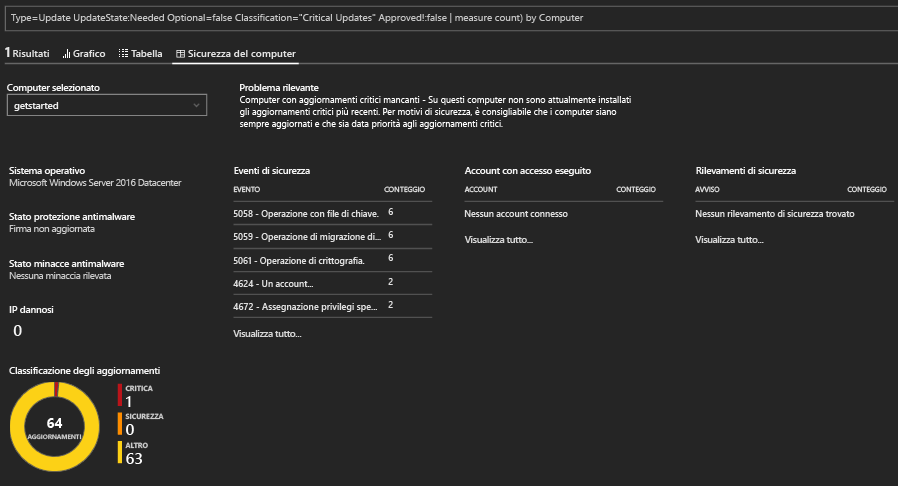 Type=Update UpdateState:Needed Optional=false Classification="Critical Updates" Approved!:false | measure count) by Computer
1 Risultati Grafico Tabella Sicurezza del computer
Computer selezionato
getstarted
Problema rilevante
Computer con aggiornamenti critici mancanti - Su questi computer non sono attualmente installati
gli aggiornamenti critici più recenti. Per motivi di sicurezza, è consigliabile che i computer siano
sempre aggiornati e che sia data priorità agli aggiornamenti critici.
Sistema operativo
Microsoft Windows Server 2016 Datacenter
Stato protezione antimalware
Firma non aggiornata
Stato minacce antimalware
Nessuna minaccia rilevata
IP dannosi
0
Eventi di sicurezza
EVENTO CONTEGGIO
5058 - Operazione con file di chiave. 6
5059 - Operazione di migrazione di... 6
5061 - Operazione di crittografia. 6
4624 - Un account... 2
4672 - Assegnazione privilegi spe... 2
Visualizza tutto...
Account con accesso eseguito
ACCOUNT CONTEGGIO
Nessun account connesso
Visualizza tutto...
Rilevamenti di sicurezza
AVVISO CONTEGGIO
Nessun rilevamento di sicurezza trovato
Visualizza tutto...
Classificazione degli aggiornamenti
64
AGGIORNAMENTI
CRITICA
1
SICUREZZA
0
ALTRO
63